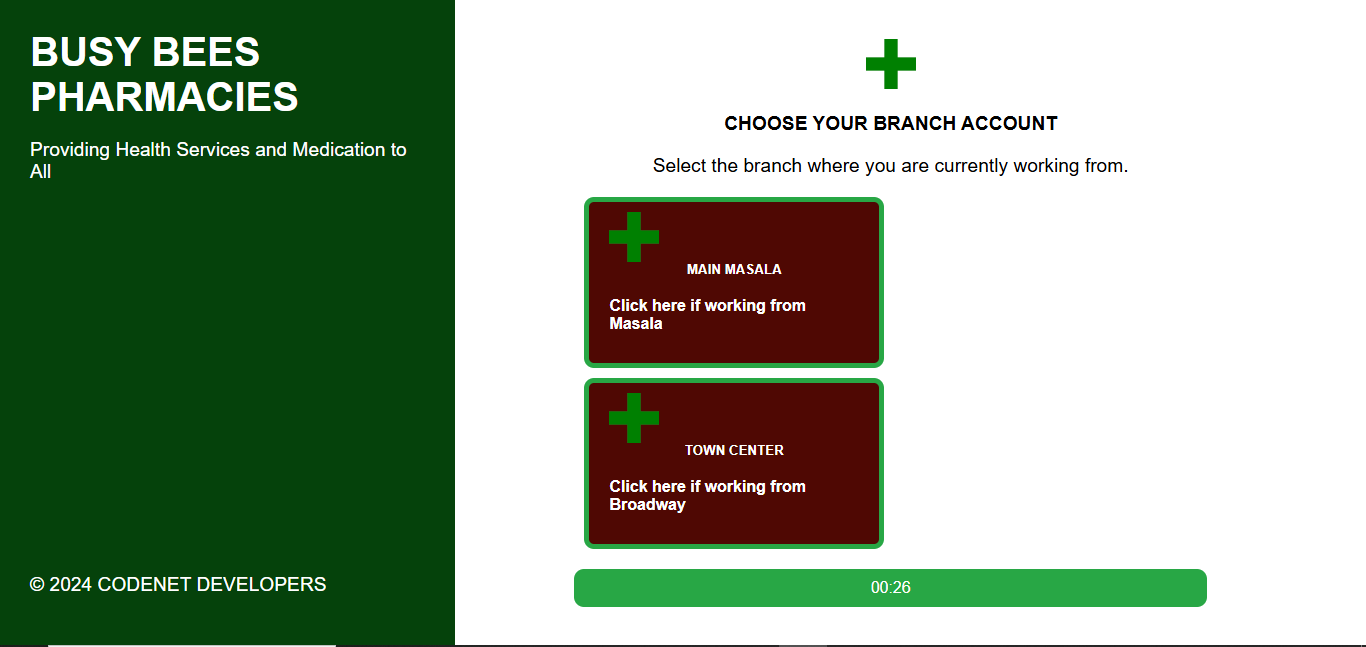 BUSY BEES
PHARMACIES
Providing Health Services and Medication to
All
© 2024 CODENET DEVELOPERS
CHOOSE YOUR BRANCH ACCOUNT
Select the branch where you are currently working from.
MAIN MASALA
Click here if working from
Masala
TOWN CENTER
Click here if working from
Broadway
00:26